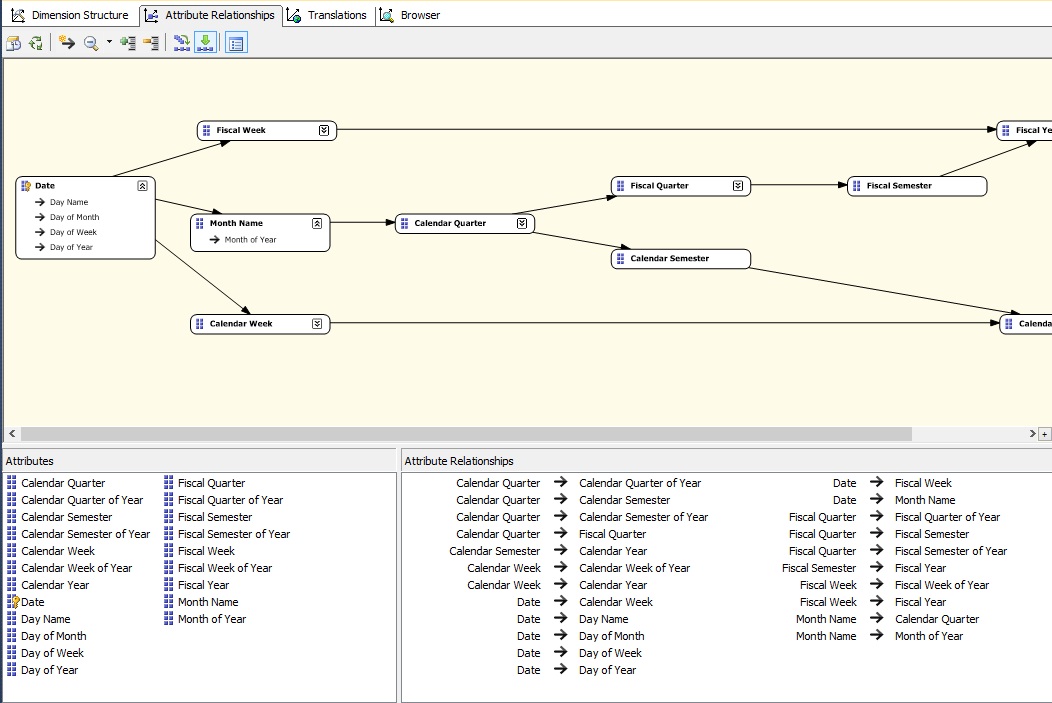 Dimension Structure
Attribute Relationships
Translations
Browser
Fiscal Week
Fiscal Ye
Date
Day Name
Day of Month
Day of Week
Day of Year
Month Name
Month of Year
Calendar Quarter
Fiscal Quarter
Fiscal Semester
Calendar Semester
Calendar Week
Calenda
Attributes
Calendar Quarter
Calendar Quarter of Year
Calendar Semester
Calendar Semester of Year
Calendar Week
Calendar Week of Year
Calendar Year
Date
Day Name
Day of Month
Day of Week
Day of Year
Fiscal Quarter
Fiscal Quarter of Year
Fiscal Semester
Fiscal Semester of Year
Fiscal Week
Fiscal Week of Year
Fiscal Year
Month Name
Month of Year
Attribute Relationships
Calendar Quarter → Calendar Quarter of Year
Calendar Quarter → Calendar Semester
Calendar Quarter → Calendar Semester of Year
Calendar Quarter → Fiscal Quarter
Calendar Semester → Calendar Year
Calendar Week → Calendar Week of Year
Calendar Week → Calendar Year
Date → Calendar Week
Date → Day Name
Date → Day of Month
Date → Day of Week
Date → Day of Year
Date → Fiscal Week
Date → Month Name
Fiscal Quarter → Fiscal Quarter of Year
Fiscal Quarter → Fiscal Semester
Fiscal Quarter → Fiscal Semester of Year
Fiscal Semester → Fiscal Year
Fiscal Week → Fiscal Week of Year
Fiscal Week → Fiscal Year
Month Name → Calendar Quarter
Month Name → Month of Year